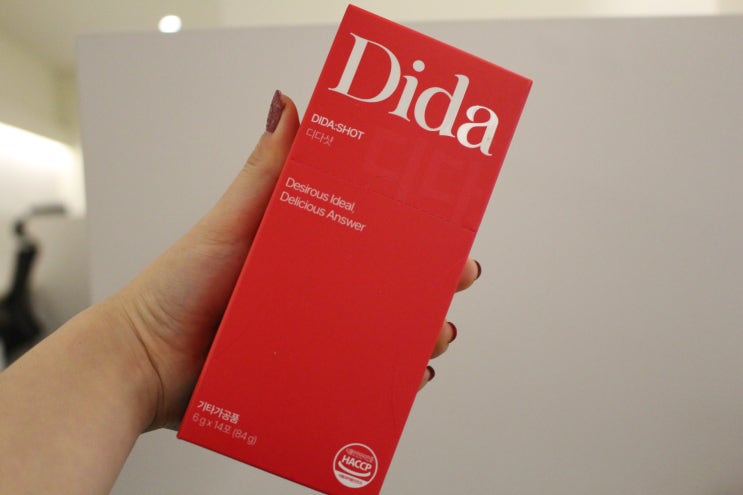 Dida
DIDA:SHOT
디디샷
Desirous Ideal,
Delicious Answer
기타가공품
6 g x 14포 (84 g)
HACCP